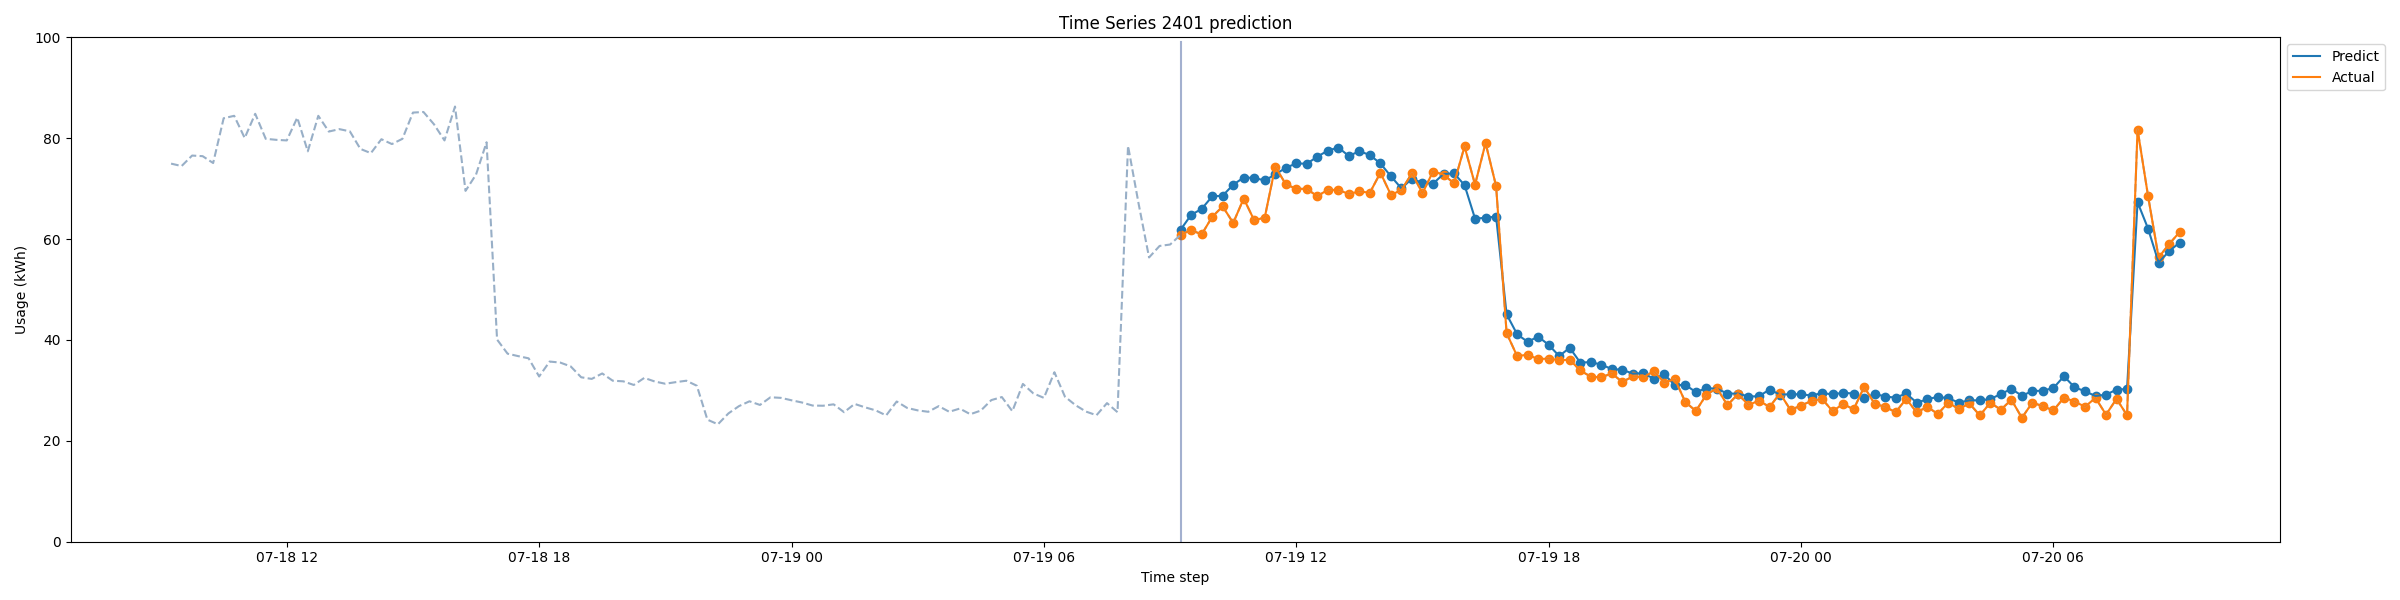 Time Series 2401 prediction
Predict
Actual
100
80
60
40
20
0
Usage (kWh)
07-18 12
07-18 18
07-19 00
07-19 06
07-19 12
07-19 18
07-20 00
07-20 06
Time step